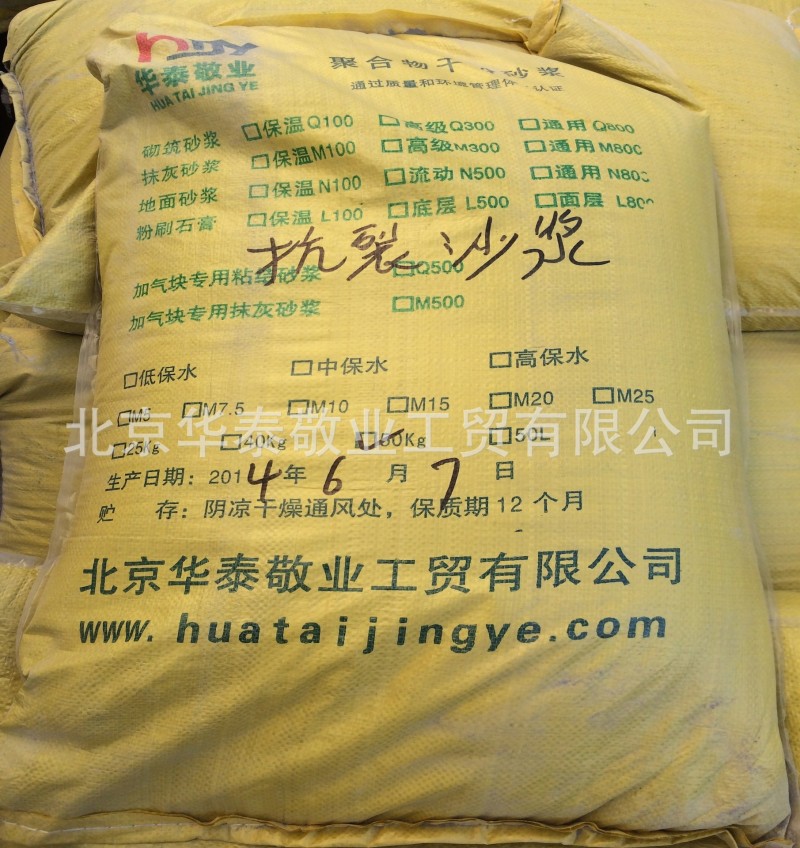 华泰敬业
HUA TAI JING YE
聚合物干 砂浆
通过质量和环境管理 认证
砌筑砂浆 □保温Q100 □高级Q300 □通用Q800
抹灰砂浆 □保温M100 □高级M300 □通用M800
地面砂浆 □保温N100 □流动N500 □通用N800
粉刷石膏 □保温L100 □底层L500 □面层L800
抗裂沙浆
加气块专用粘结砂浆 □Q500
加气块专用抹灰砂浆 □M500
□低保水 □中保水 □高保水
□M5 □M7.5 □M10 □M15 □M20 □M25
北京华泰敬业工贸有限公司
□25Kg □40Kg □50Kg □50L
生产日期：2014年6月7日
贮 存：阴凉干燥通风处，保质期12个月
北京华泰敬业工贸有限公司
www.huataijingye.com